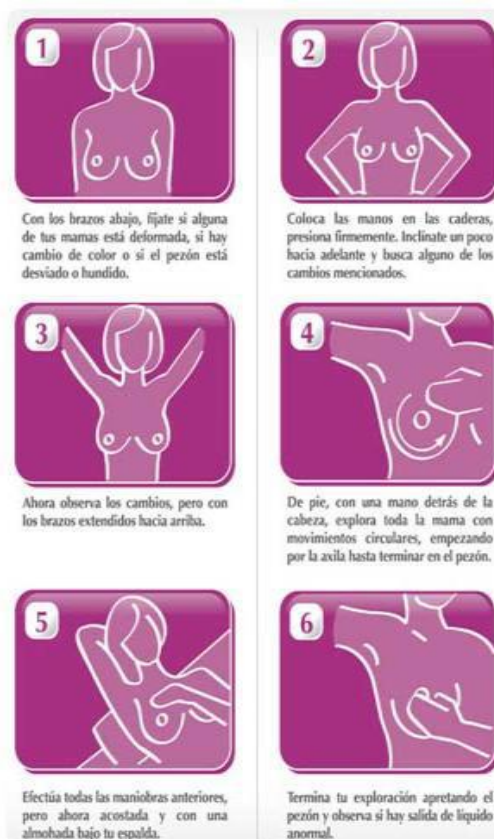 1
Con los brazos abajo, fíjate si alguna
de tus mamas está deformada, si hay
cambio de color o si el pezón está
desviado o hundido.
2
Coloca las manos en las caderas,
presiona firmemente. Inclínate un poco
hacia adelante y busca alguno de los
cambios mencionados.
3
Ahora observa los cambios, pero con
los brazos extendidos hacia arriba.
4
De pie, con una mano detrás de la
cabeza, explora toda la mama con
movimientos circulares, empezando
por la axila hasta terminar en el pezón.
5
Efectúa todas las maniobras anteriores,
pero ahora acostada y con una
almohada bajo tu espalda.
6
Termina tu exploración apretando el
pezón y observa si hay salida de líquido
anormal.